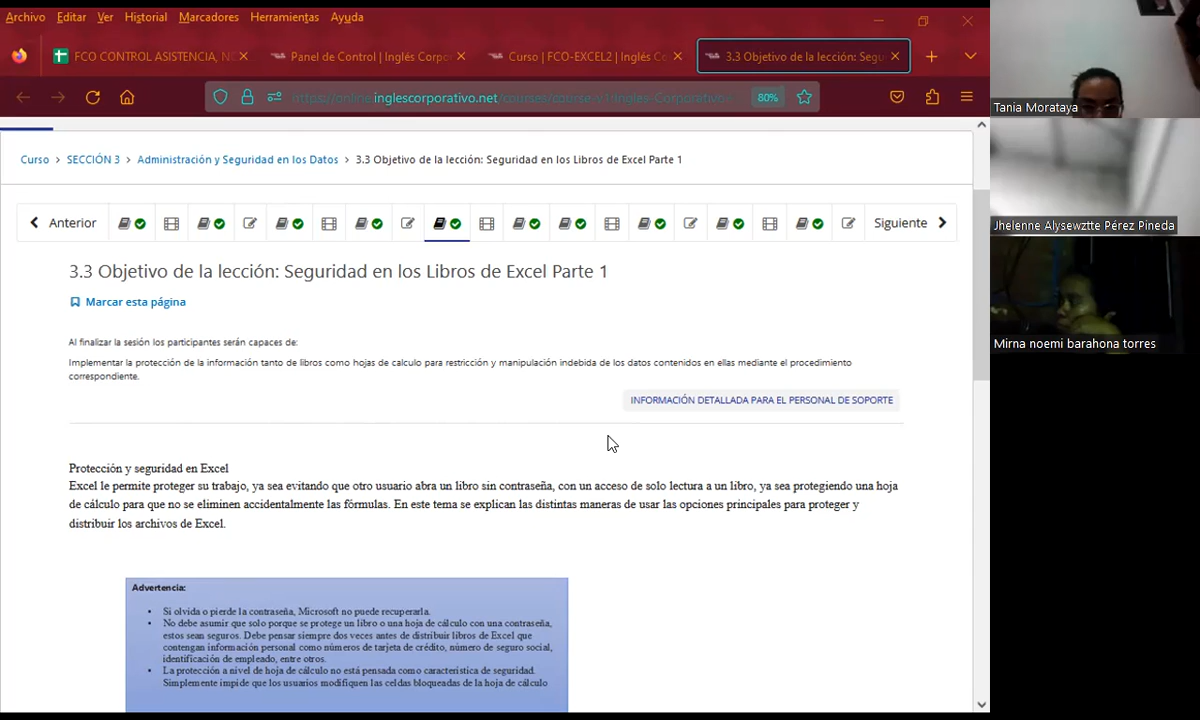 Archivo Editar Ver Historial Marcadores Herramientas Ayuda
FCO CONTROL ASISTENCIA, NO
Panel de Control | Inglés Corpo
Curso | FCO-EXCEL2 | Inglés Co
3.3 Objetivo de la lección: Segu
https://online.inglescorporativo.net/courses/course-v1:Ingles-Corporativo
80%
Curso > SECCIÓN 3 > Administración y Seguridad en los Datos > 3.3 Objetivo de la lección: Seguridad en los Libros de Excel Parte 1
Anterior
Siguiente
3.3 Objetivo de la lección: Seguridad en los Libros de Excel Parte 1
Marcar esta página
Al finalizar la sesión los participantes serán capaces de:
Implementar la protección de la información tanto de libros como hojas de calculo para restricción y manipulación indebida de los datos contenidos en ellas mediante el procedimiento
correspondiente.
INFORMACIÓN DETALLADA PARA EL PERSONAL DE SOPORTE
Protección y seguridad en Excel
Excel le permite proteger su trabajo, ya sea evitando que otro usuario abra un libro sin contraseña, con un acceso de solo lectura a un libro, ya sea protegiendo una hoja
de cálculo para que no se eliminen accidentalmente las fórmulas. En este tema se explican las distintas maneras de usar las opciones principales para proteger y
distribuir los archivos de Excel.
Advertencia:
• Si olvida o pierde la contraseña, Microsoft no puede recuperarla.
• No debe asumir que solo porque se protege un libro o una hoja de cálculo con una contraseña,
estos sean seguros. Debe pensar siempre dos veces antes de distribuir libros de Excel que
contengan información personal como números de tarjeta de crédito, número de seguro social,
identificación de empleado, entre otros.
• La protección a nivel de hoja de cálculo no está pensada como característica de seguridad.
Simplemente impide que los usuarios modifiquen las celdas bloqueadas de la hoja de cálculo
Tania Morataya
Jhelenne Alysewztte Pérez Pineda
Mirna noemi barahona torres